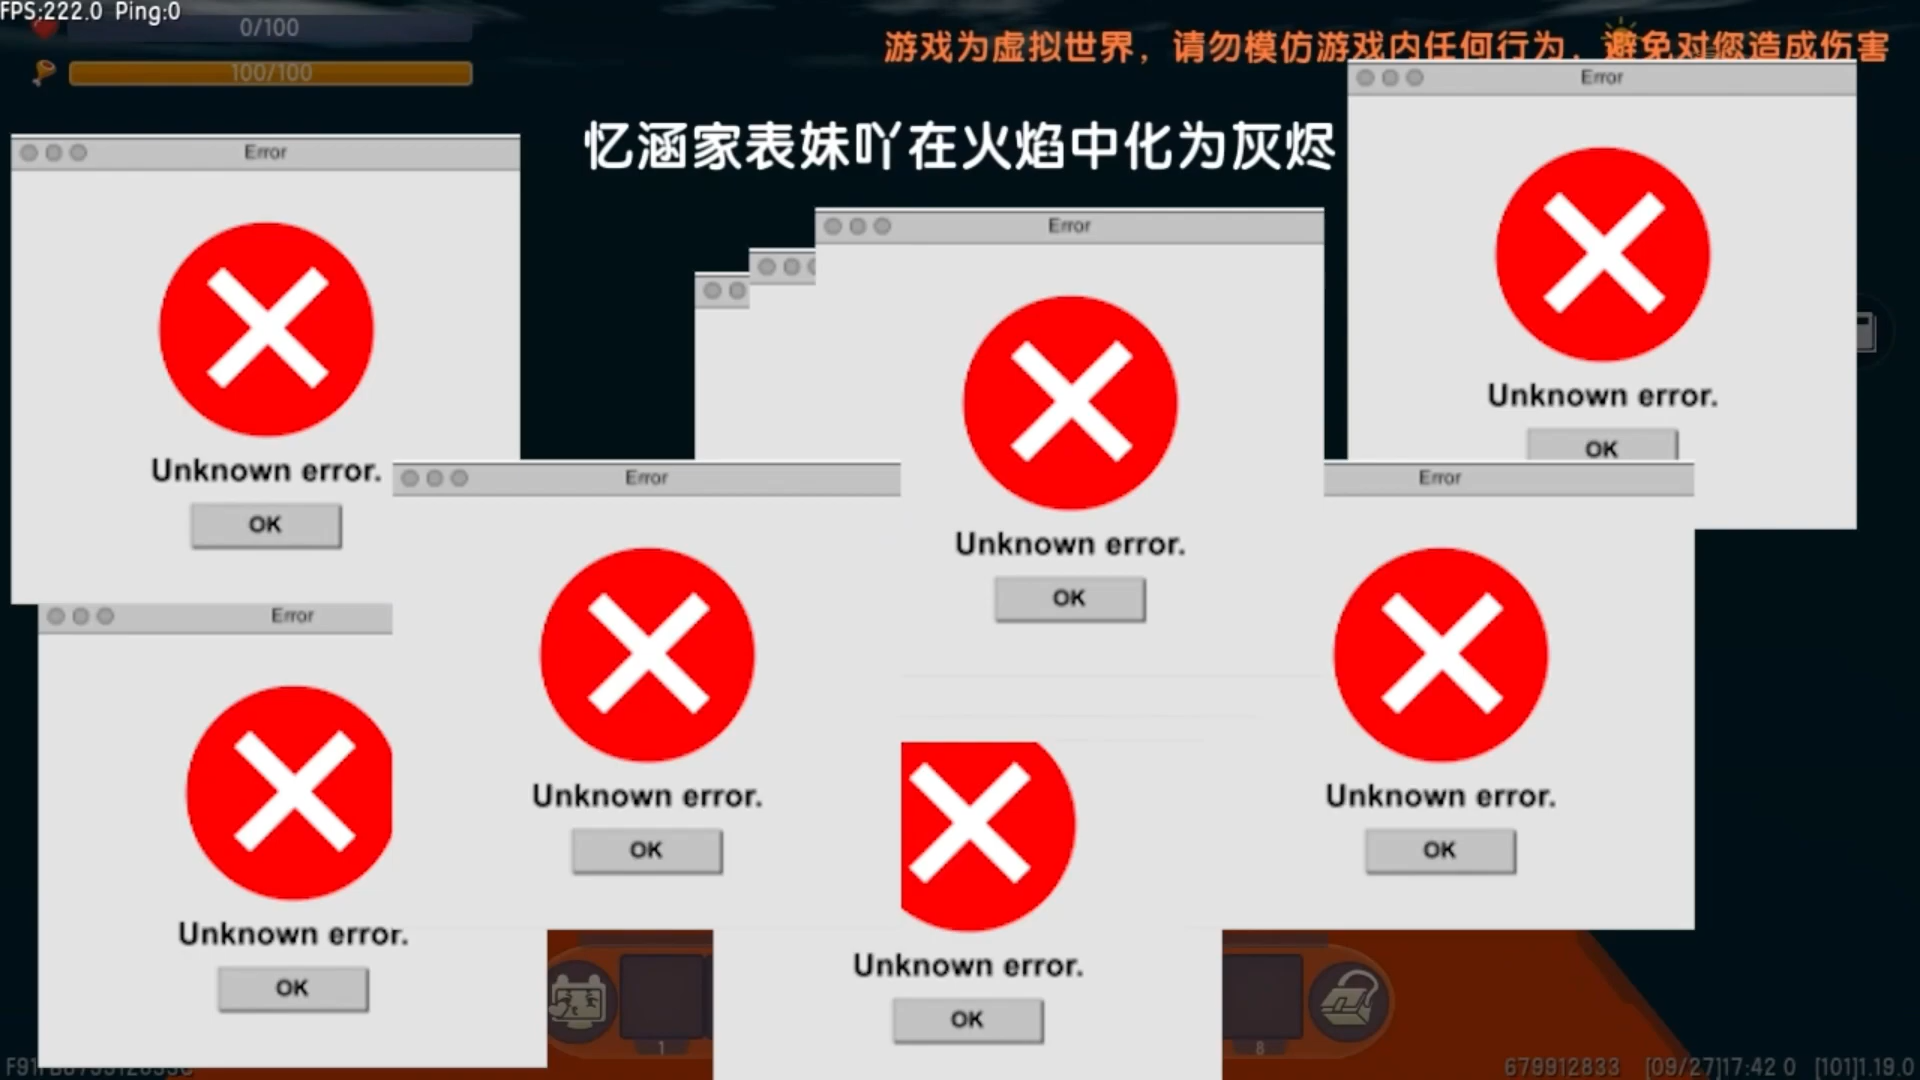 FPS:222.0 Ping:0
0/100
100/100
游戏为虚拟世界，请勿模仿游戏内任何行为，避免对您造成伤害
忆涵家表妹吖在火焰中化为灰烬
Error
Unknown error.
OK
Error
Unknown error.
OK
Error
Unknown error.
OK
Error
Unknown error.
OK
Error
Unknown error.
OK
Error
Unknown error.
OK
Unknown error.
OK
1
8
679912833 [09/27]17:42 0 [101]1.19.0